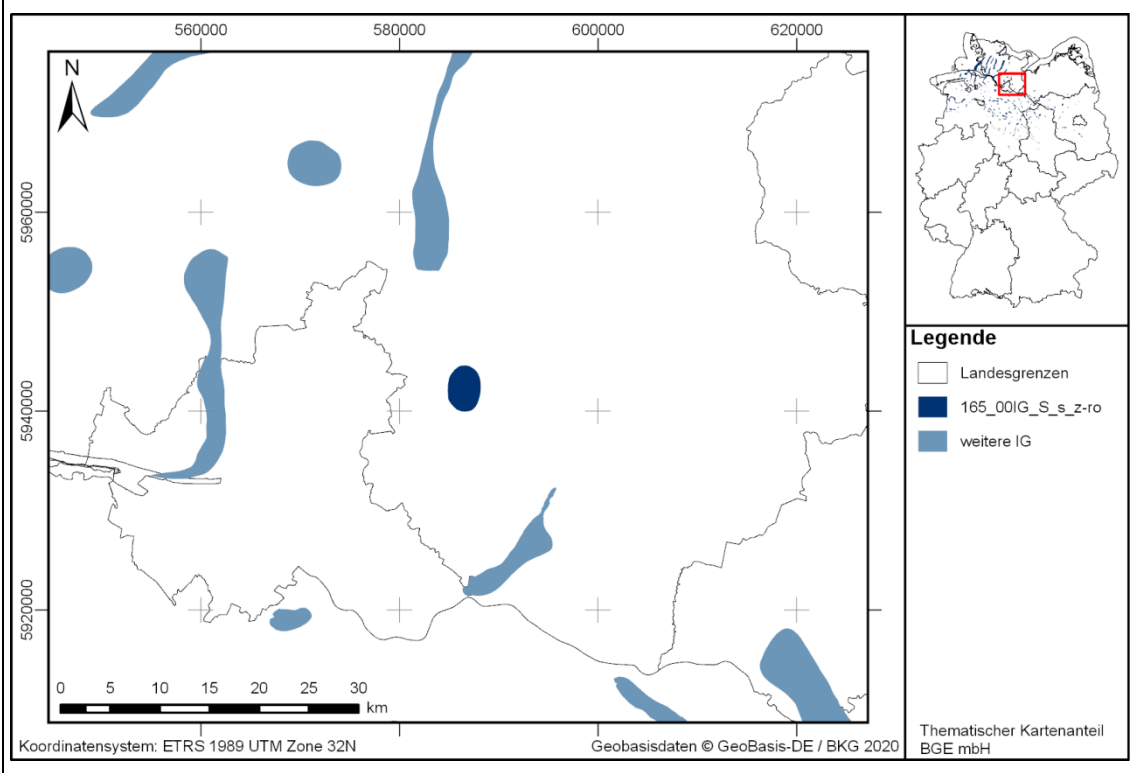 560000 580000 600000 620000
N
5960000
5940000
5920000
0 5 10 15 20 25 30
km
Koordinatensystem: ETRS 1989 UTM Zone 32N
Geobasisdaten © GeoBasis-DE / BKG 2020
Legende
Landesgrenzen
165_00IG_S_s_z-ro
weitere IG
Thematischer Kartenanteil
BGE mbH